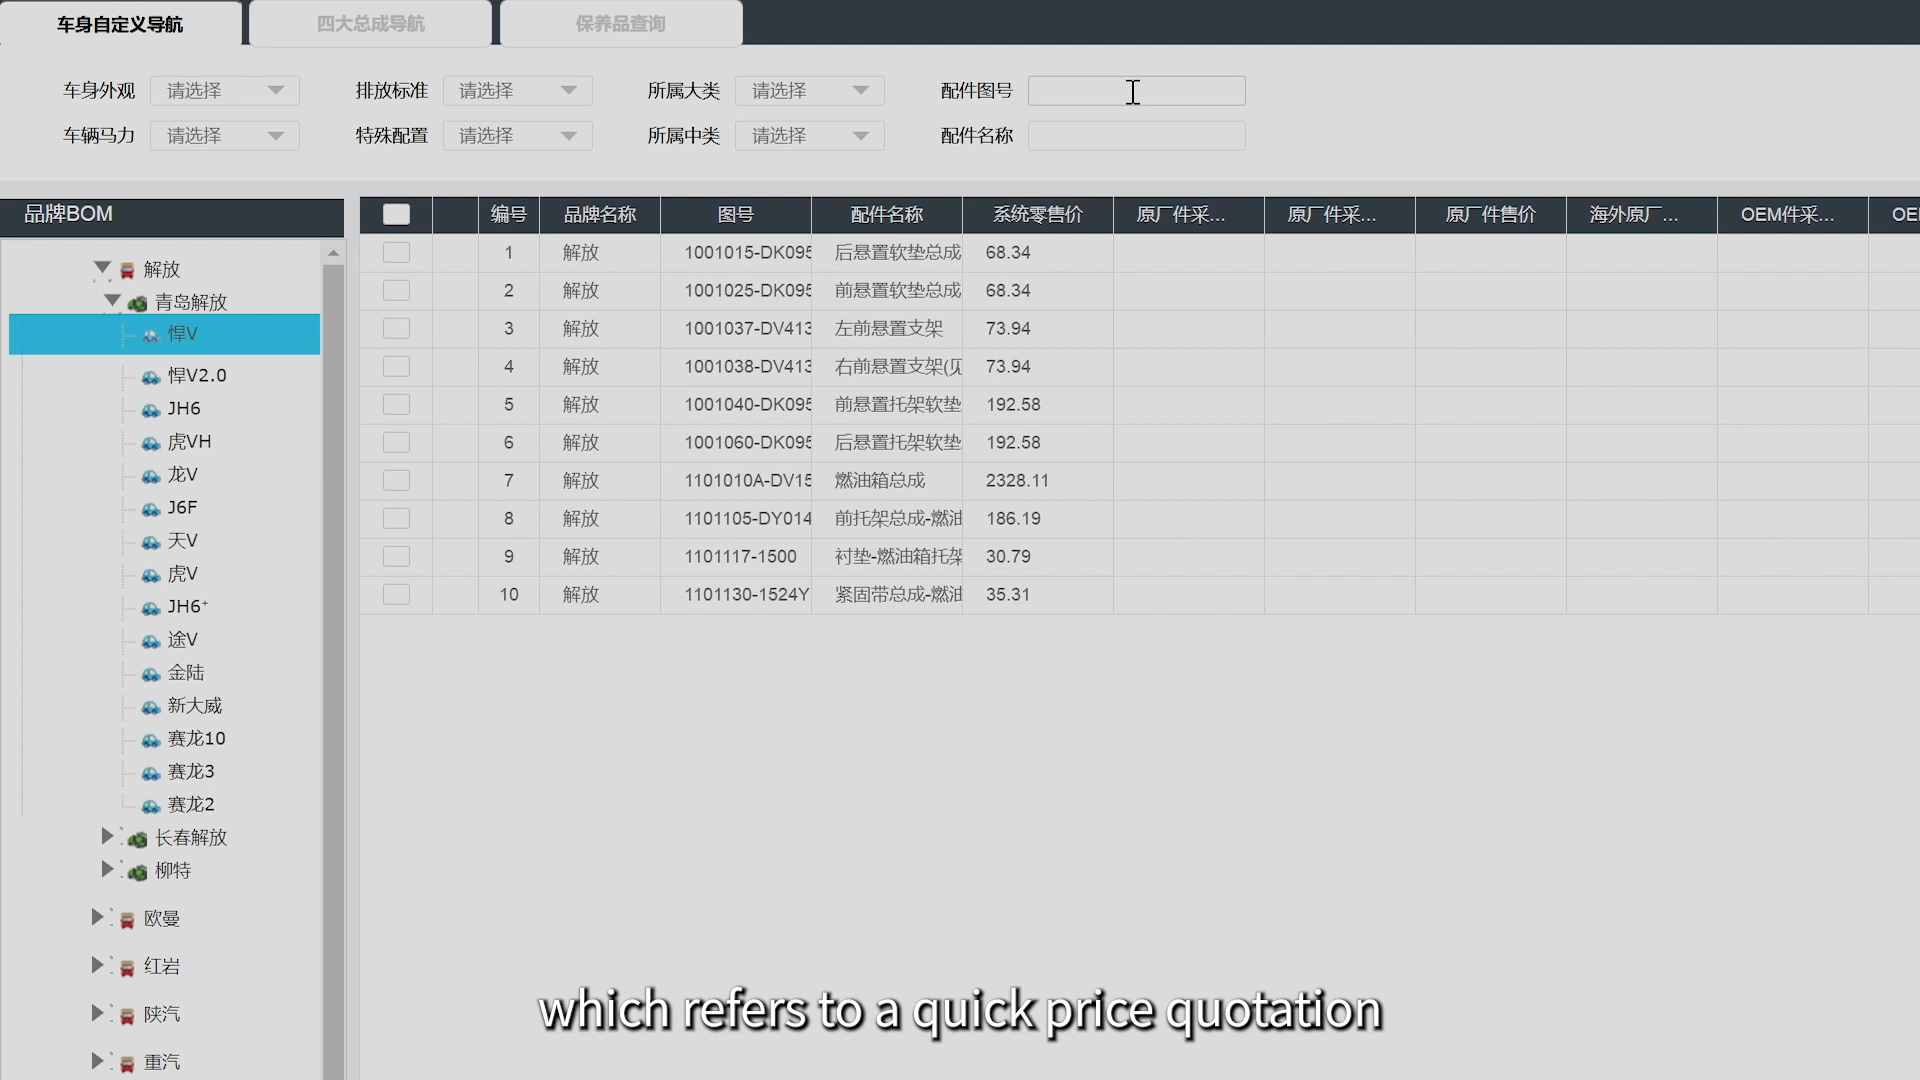 车身自定义导航 四大总成导航 保养品查询
车身外观 请选择 排放标准 请选择 所属大类 请选择 配件图号
车辆马力 请选择 特殊配置 请选择 所属中类 请选择 配件名称
品牌BOM
解放
青岛解放
悍V
悍V2.0
JH6
虎VH
龙V
J6F
天V
虎V
JH6⁺
途V
金陆
新大威
赛龙10
赛龙3
赛龙2
长春解放
柳特
欧曼
红岩
陕汽
重汽
编号 品牌名称 图号 配件名称 系统零售价 原厂件采... 原厂件采... 原厂件售价 海外原厂... OEM件采... OEI
1 解放 1001015-DK095 后悬置软垫总成 68.34
2 解放 1001025-DK095 前悬置软垫总成 68.34
3 解放 1001037-DV413 左前悬置支架 73.94
4 解放 1001038-DV413 右前悬置支架(见 73.94
5 解放 1001040-DK095 前悬置托架软垫 192.58
6 解放 1001060-DK095 后悬置托架软垫 192.58
7 解放 1101010A-DV15 燃油箱总成 2328.11
8 解放 1101105-DY014 前托架总成-燃油 186.19
9 解放 1101117-1500 衬垫-燃油箱托架 30.79
10 解放 1101130-1524Y 紧固带总成-燃油 35.31
which refers to a quick price quotation